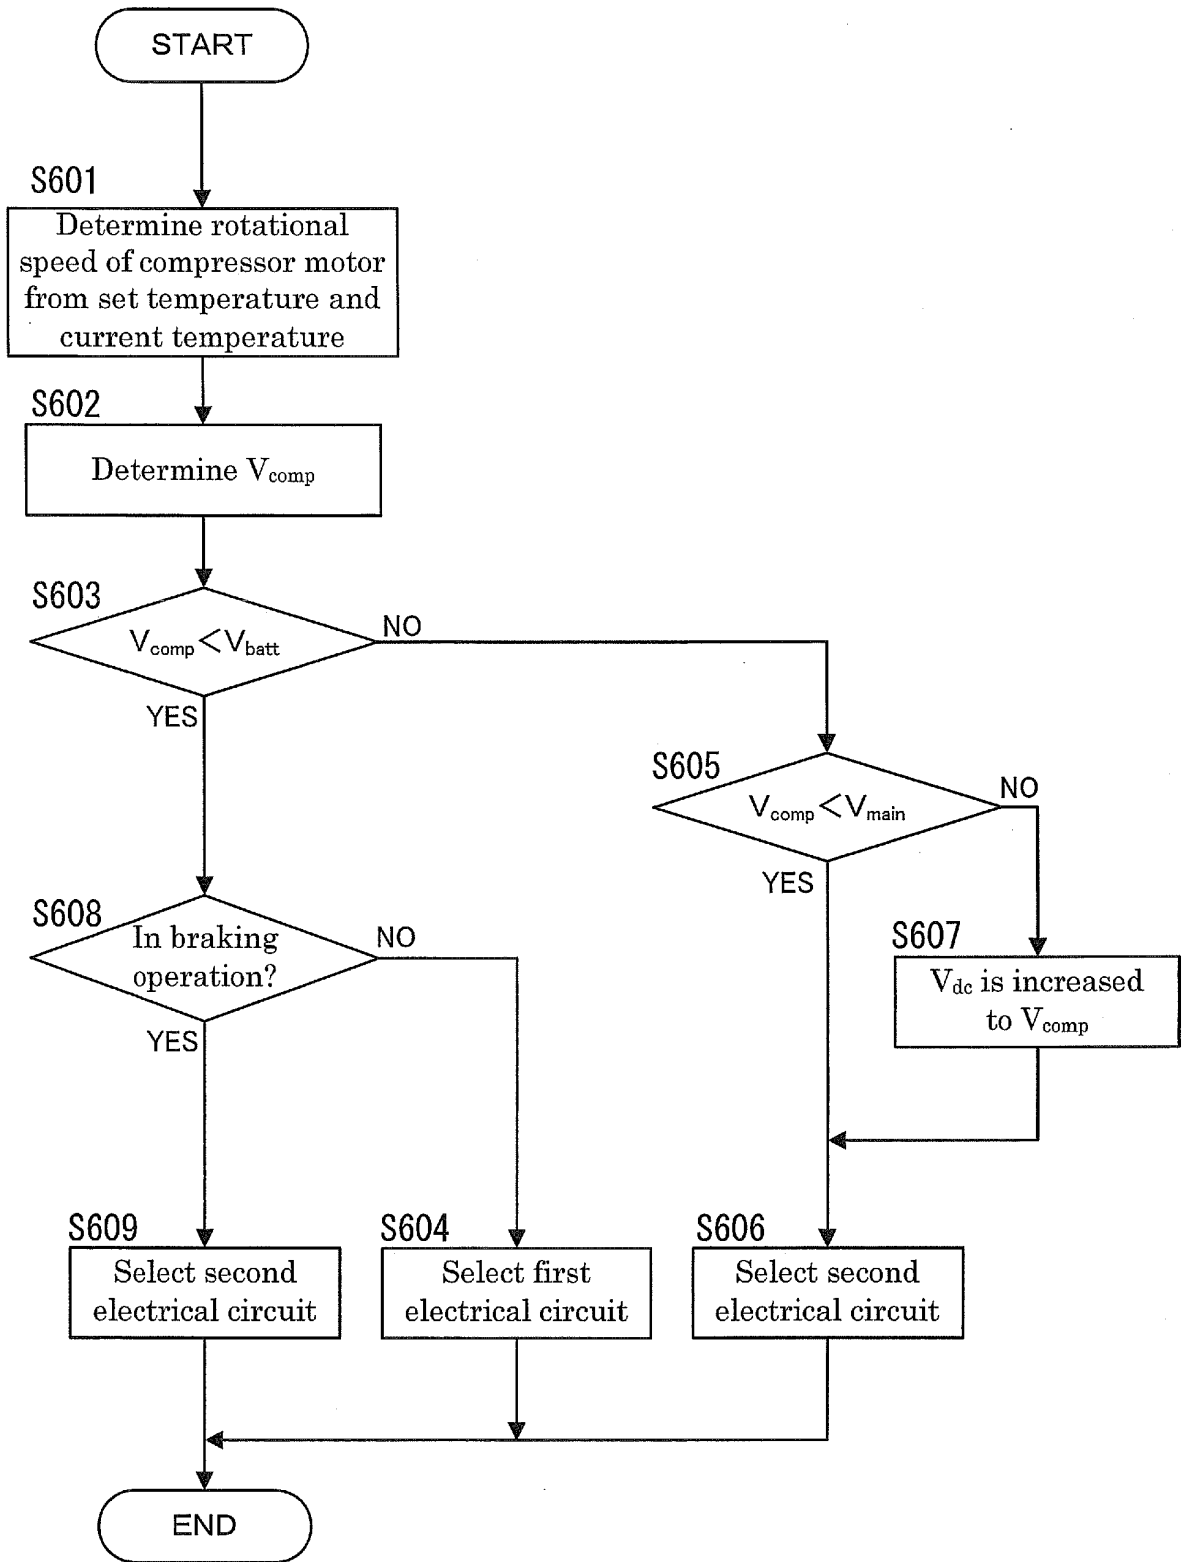 START
S601
Determine rotational
speed of compressor motor
from set temperature and
current temperature
S602
Determine Vcomp
S603
Vcomp<Vbatt
NO
YES
S605
Vcomp<Vmain
NO
YES
S608
In braking
operation?
NO
YES
S607
Vdc is increased
to Vcomp
S609
Select second
electrical circuit
S604
Select first
electrical circuit
S606
Select second
electrical circuit
END